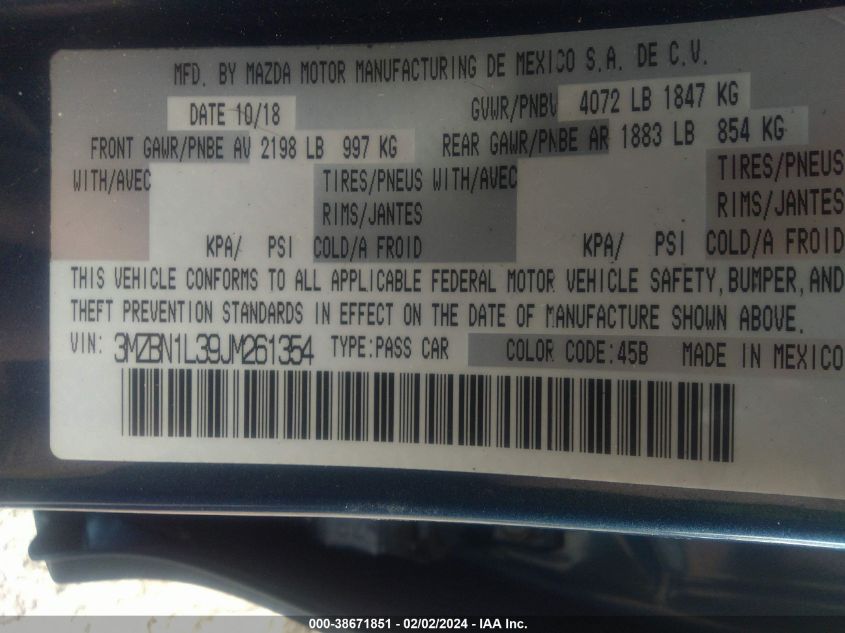 MFD. BY MAZDA MOTOR MANUFACTURING DE MEXICO S.A. DE C.V.
DATE 10/18 GVWR/PNBV 4072 LB 1847 KG
FRONT GAWR/PNBE AV 2198 LB 997 KG REAR GAWR/PNBE AR 1883 LB 854 KG
WITH/AVEC TIRES/PNEUS WITH/AVEC TIRES/PNEUS
RIMS/JANTES RIMS/JANTES
KPA/ PSI COLD/A FROID KPA/ PSI COLD/A FROID
THIS VEHICLE CONFORMS TO ALL APPLICABLE FEDERAL MOTOR VEHICLE SAFETY, BUMPER, AND
THEFT PREVENTION STANDARDS IN EFFECT ON THE DATE OF MANUFACTURE SHOWN ABOVE.
VIN: 3MZBN1L39JM261354 TYPE:PASS CAR COLOR CODE:45B MADE IN MEXICO
000-38671851 - 02/02/2024 - IAA Inc.